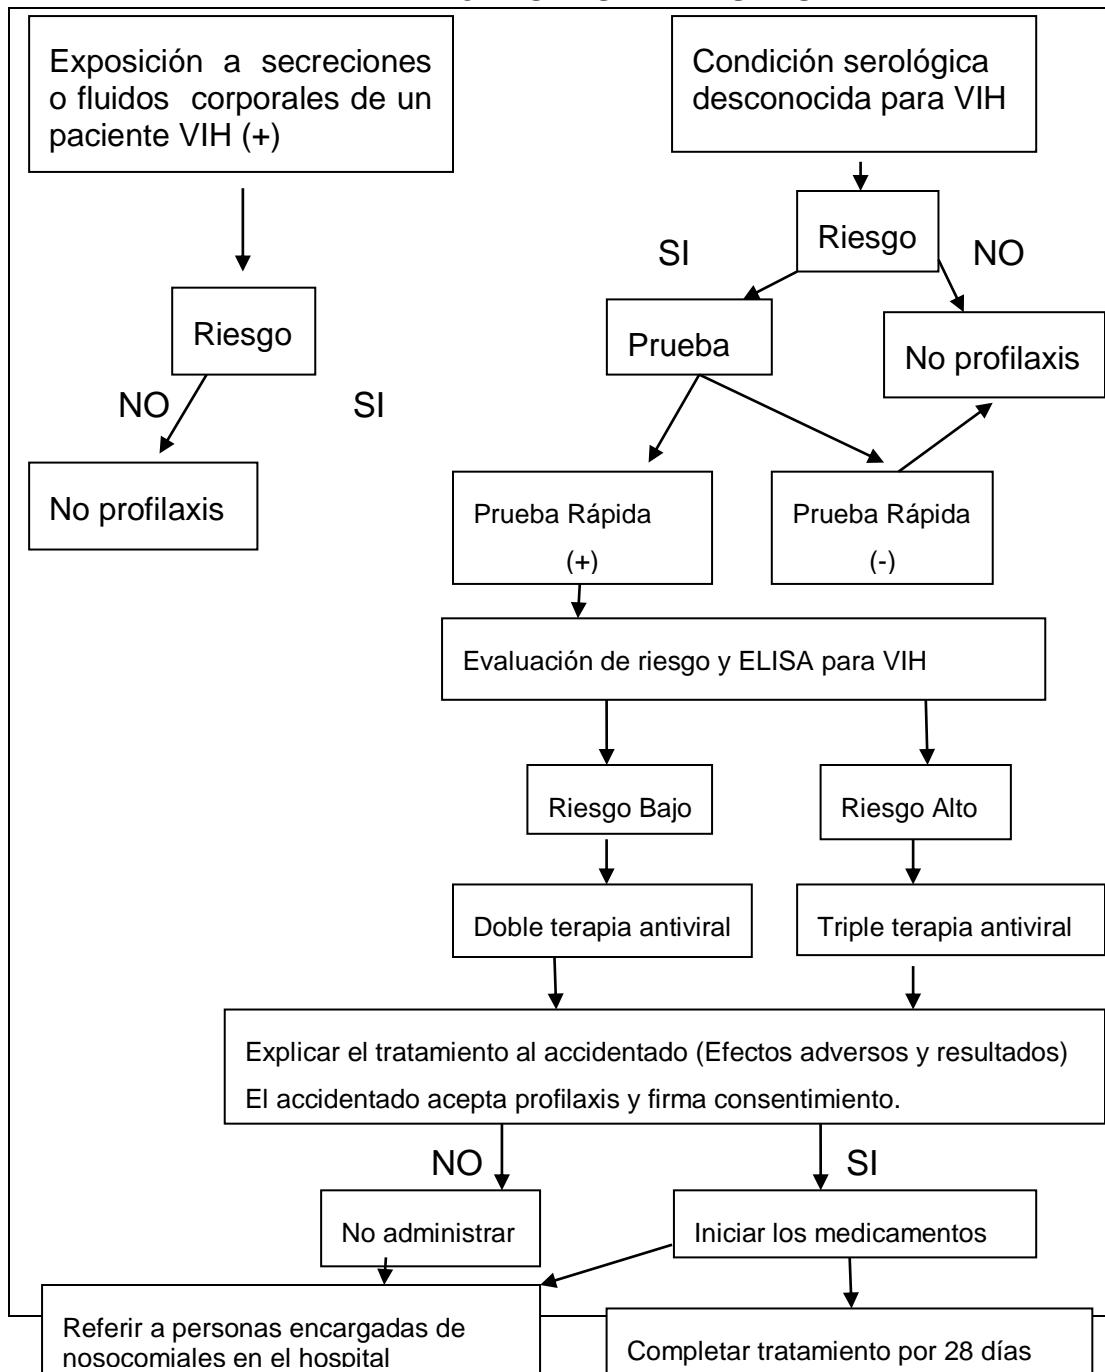 Exposición a secreciones
o fluidos corporales de un
paciente VIH (+)
Condición serológica
desconocida para VIH
Riesgo
SI
NO
Riesgo
Prueba
No profilaxis
NO
SI
No profilaxis
Prueba Rápida
(+)
Prueba Rápida
(-)
Evaluación de riesgo y ELISA para VIH
Riesgo Bajo
Riesgo Alto
Doble terapia antiviral
Triple terapia antiviral
Explicar el tratamiento al accidentado (Efectos adversos y resultados)
El accidentado acepta profilaxis y firma consentimiento.
NO
SI
No administrar
Iniciar los medicamentos
Referir a personas encargadas de
nosocomiales en el hospital
Completar tratamiento por 28 días